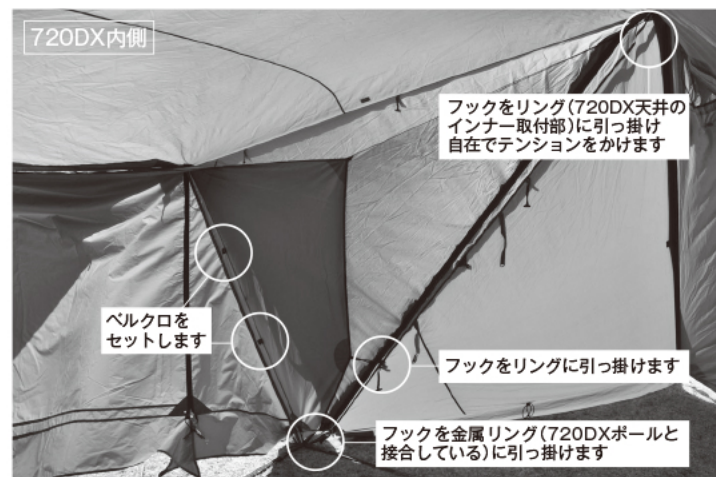 720DX内側
フックをリング(720DX天井の
インナー取付部)に引っ掛け
自在でテンションをかけます
ベルクロを
セットします
フックをリングに引っ掛けます
フックを金属リング(720DXポールと
接合している)に引っ掛けます